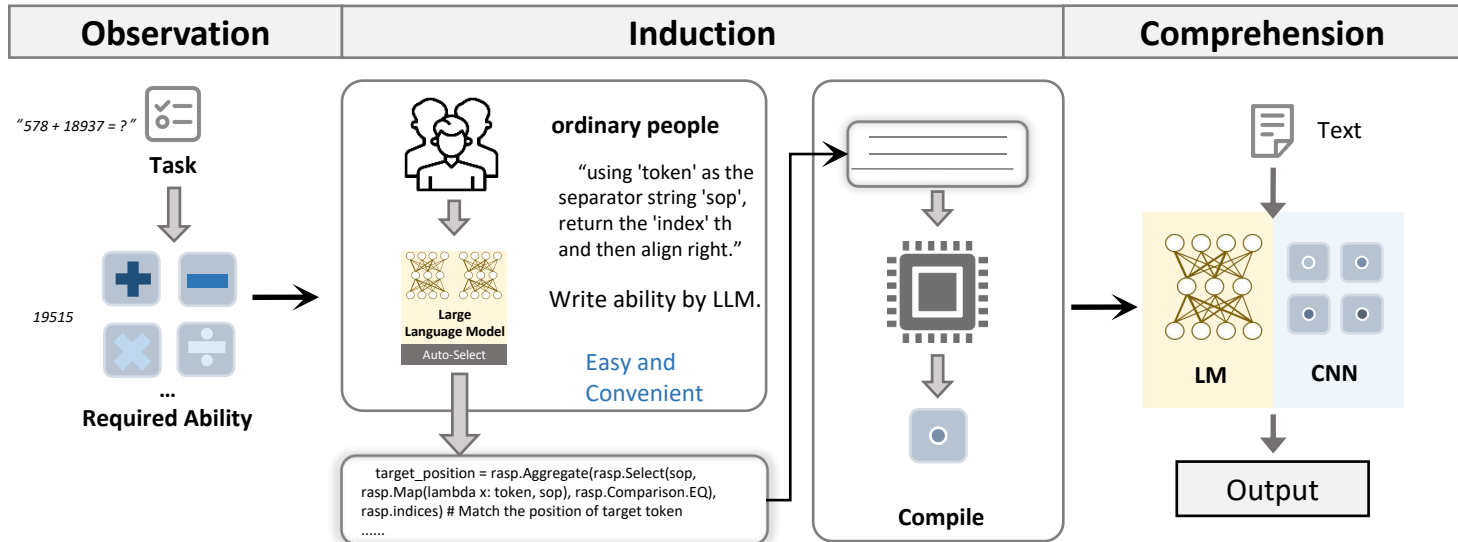 Observation
Induction
Comprehension
"578 + 18937 = ?"
Task
19515
...
Required Ability
ordinary people
"using 'token' as the
separator string 'sop',
return the 'index' th
and then align right."
Write ability by LLM.
Large
Language Model
Auto-Select
Easy and
Convenient
target_position = rasp.Aggregate(rasp.Select(sop,
rasp.Map(lambda x: token, sop), rasp.Comparison.EQ),
rasp.indices) # Match the position of target token
......
Compile
Text
LM
CNN
Output